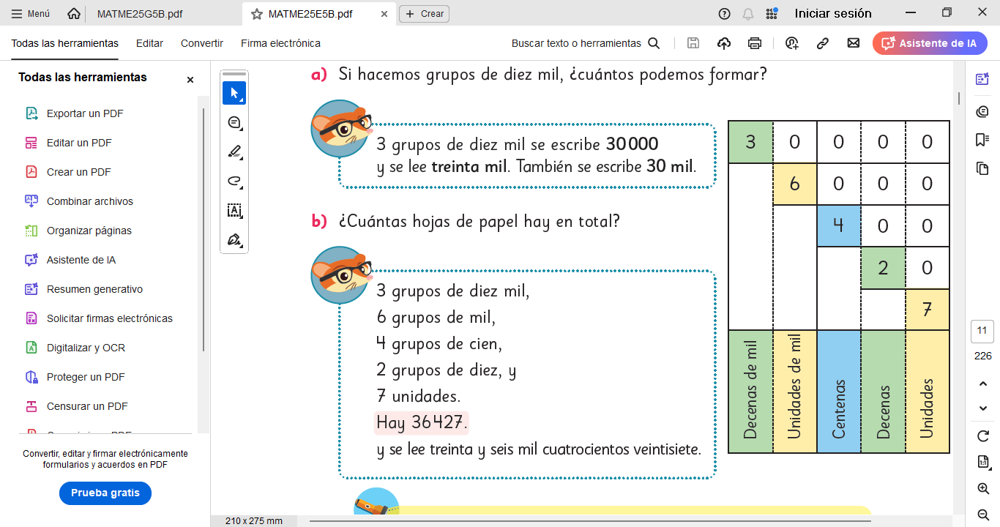 Menú
MATME25G5B.pdf
MATME25E5B.pdf
Crear
Iniciar sesión
Todas las herramientas
Editar
Convertir
Firma electrónica
Buscar texto o herramientas
Asistente de IA
Todas las herramientas
Exportar un PDF
Editar un PDF
Crear un PDF
Combinar archivos
Organizar páginas
Asistente de IA
Resumen generativo
Solicitar firmas electrónicas
Digitalizar y OCR
Proteger un PDF
Censurar un PDF
Convertir, editar y firmar electrónicamente
formularios y acuerdos en PDF
Prueba gratis
a) Si hacemos grupos de diez mil, ¿cuántos podemos formar?
3 grupos de diez mil se escribe 30 000
y se lee treinta mil. También se escribe 30 mil.
b) ¿Cuántas hojas de papel hay en total?
3 grupos de diez mil,
6 grupos de mil,
4 grupos de cien,
2 grupos de diez, y
7 unidades.
Hay 36 427.
y se lee treinta y seis mil cuatrocientos veintisiete.
3 0 0 0 0
6 0 0 0
4 0 0
2 0
7
Decenas de mil
Unidades de mil
Centenas
Decenas
Unidades
11
226
1:1
210 x 275 mm